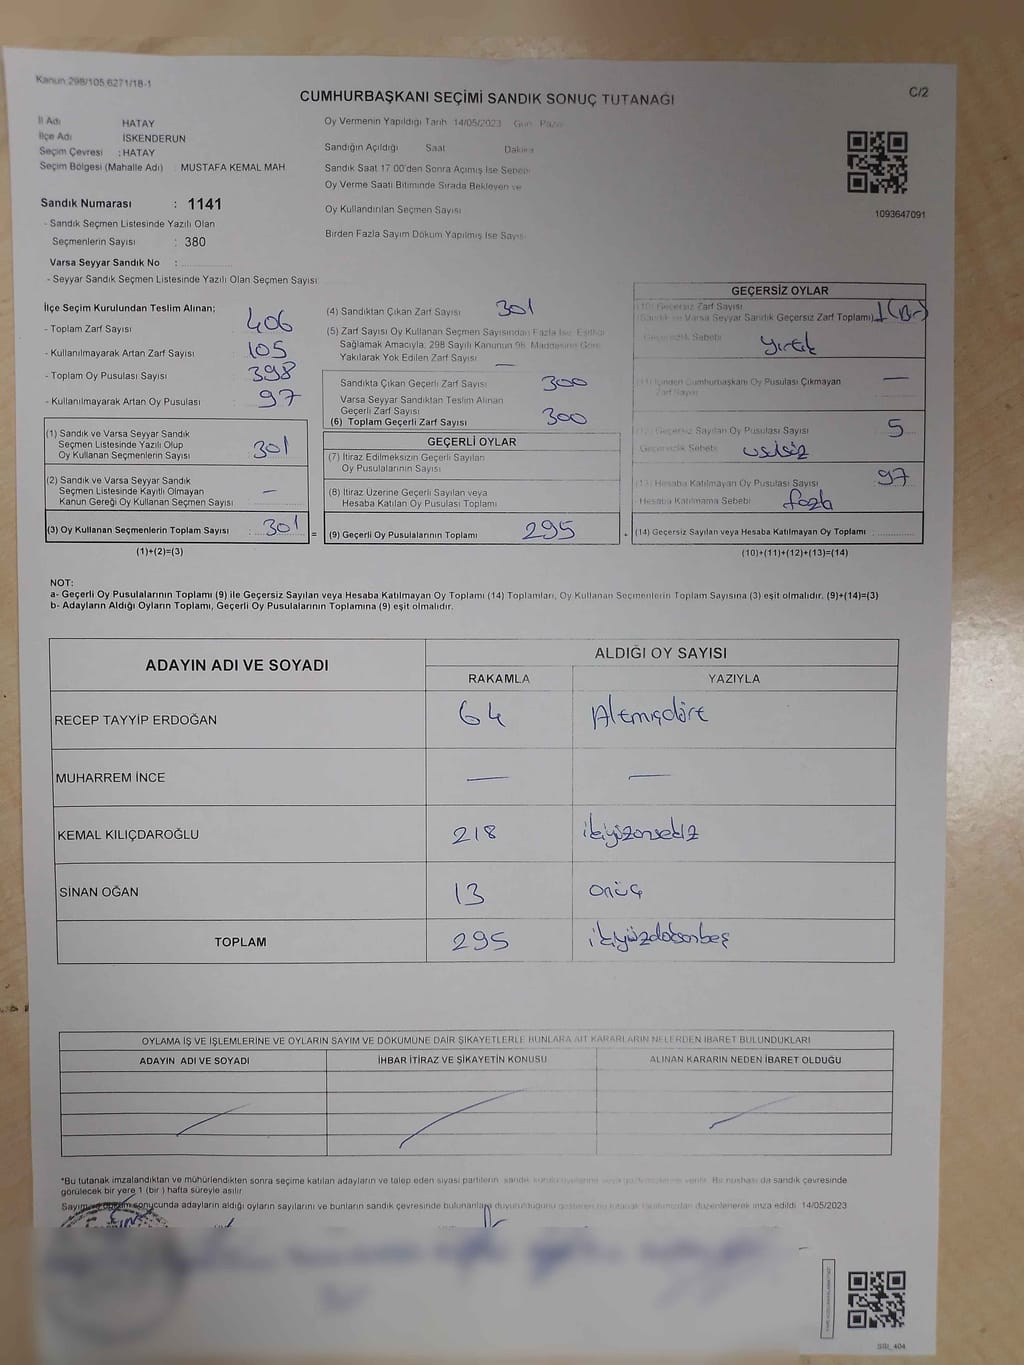 Kanun 298/105,6271/18-1
C/2
CUMHURBAŞKANI SEÇİMİ SANDIK SONUÇ TUTANAĞI
İl Adı HATAY
İlçe Adı İSKENDERUN
Seçim Çevresi : HATAY
Seçim Bölgesi (Mahalle Adı) : MUSTAFA KEMAL MAH
Sandık Numarası : 1141
- Sandık Seçmen Listesinde Yazılı Olan
Seçmenlerin Sayısı : 380
Varsa Seyyar Sandık No :
- Seyyar Sandık Seçmen Listesinde Yazılı Olan Seçmen Sayısı
Oy Vermenin Yapıldığı Tarih 14/05/2023 Gün Pazar
Sandığın Açıldığı Saat Dakika
Sandık Saat 17 00'den Sonra Açılmış İse Sebebi
Oy Verme Saati Bitiminde Sırada Bekleyen ve
Oy Kullandırılan Seçmen Sayısı
Birden Fazla Sayım Döküm Yapılmış İse Sayısı
1093647091
İlçe Seçim Kurulundan Teslim Alınan;
- Toplam Zarf Sayısı 406
- Kullanılmayarak Artan Zarf Sayısı 105
- Toplam Oy Pusulası Sayısı 398
- Kullanılmayarak Artan Oy Pusulası 97
(1) Sandık ve Varsa Seyyar Sandık
Seçmen Listesinde Yazılı Olup
Oy Kullanan Seçmenlerin Sayısı 301
(2) Sandık ve Varsa Seyyar Sandık
Seçmen Listesinde Kayıtlı Olmayan
Kanun Gereği Oy Kullanan Seçmen Sayısı —
(3) Oy Kullanan Seçmenlerin Toplam Sayısı 301
(1)+(2)=(3)
(4) Sandıktan Çıkan Zarf Sayısı 301
(5) Zarf Sayısı Oy Kullanan Seçmen Sayısından Fazla İse, Eşitliği
Sağlamak Amacıyla; 298 Sayılı Kanunun 98. Maddesine Göre
Yakılarak Yok Edilen Zarf Sayısı —
Sandıkta Çıkan Geçerli Zarf Sayısı 300
Varsa Seyyar Sandıktan Teslim Alınan
Geçerli Zarf Sayısı
(6) Toplam Geçerli Zarf Sayısı 300
GEÇERLİ OYLAR
(7) İtiraz Edilmeksizin Geçerli Sayılan
Oy Pusulalarının Sayısı
(8) İtiraz Üzerine Geçerli Sayılan veya
Hesaba Katılan Oy Pusulası Toplamı
= (9) Geçerli Oy Pusulalarının Toplamı 295
GEÇERSİZ OYLAR
(10) Geçersiz Zarf Sayısı
(Sandık ve Varsa Seyyar Sandık Geçersiz Zarf Toplamı) 1 (Bir)
Geçersizlik Sebebi yırtık
(11) İçinden Cumhurbaşkanı Oy Pusulası Çıkmayan
Zarf Sayısı —
(12) Geçersiz Sayılan Oy Pusulası Sayısı 5
Geçersizlik Sebebi usulsüz
(13) Hesaba Katılmayan Oy Pusulası Sayısı 97
Hesaba Katılmama Sebebi fazla
+ (14) Geçersiz Sayılan veya Hesaba Katılmayan Oy Toplamı
(10)+(11)+(12)+(13)=(14)
NOT:
a- Geçerli Oy Pusulalarının Toplamı (9) ile Geçersiz Sayılan veya Hesaba Katılmayan Oy Toplamı (14) Toplamları, Oy Kullanan Seçmenlerin Toplam Sayısına (3) eşit olmalıdır. (9)+(14)=(3)
b- Adayların Aldığı Oyların Toplamı, Geçerli Oy Pusulalarının Toplamına (9) eşit olmalıdır.
ADAYIN ADI VE SOYADI ALDIĞI OY SAYISI
RAKAMLA YAZIYLA
RECEP TAYYİP ERDOĞAN 64 Altmışdört
MUHARREM İNCE — —
KEMAL KILIÇDAROĞLU 218 ikiyüzonsekiz
SİNAN OĞAN 13 onüç
TOPLAM 295 ikiyüzdoksanbeş
OYLAMA İŞ VE İŞLEMLERİNE VE OYLARIN SAYIM VE DÖKÜMÜNE DAİR ŞİKAYETLERLE BUNLARA AİT KARARLARIN NELERDEN İBARET BULUNDUKLARI
ADAYIN ADI VE SOYADI İHBAR İTİRAZ VE ŞİKAYETİN KONUSU ALINAN KARARIN NEDEN İBARET OLDUĞU
*Bu tutanak imzalandıktan ve mühürlendikten sonra seçime katılan adayların ve talep eden siyasi partilerin sandık kurulu üyelerine veya gözlemcilerine verilir. Bir nüshası da sandık çevresinde
görülecek bir yere 1 (bir ) hafta süreyle asılır
Sayım ve döküm sonucunda adayların aldığı oyların sayılarını ve bunların sandık çevresinde bulunanlara duyurulduğunu gösteren bu tutanak tarafımızdan düzenlenerek imza edildi 14/05/2023